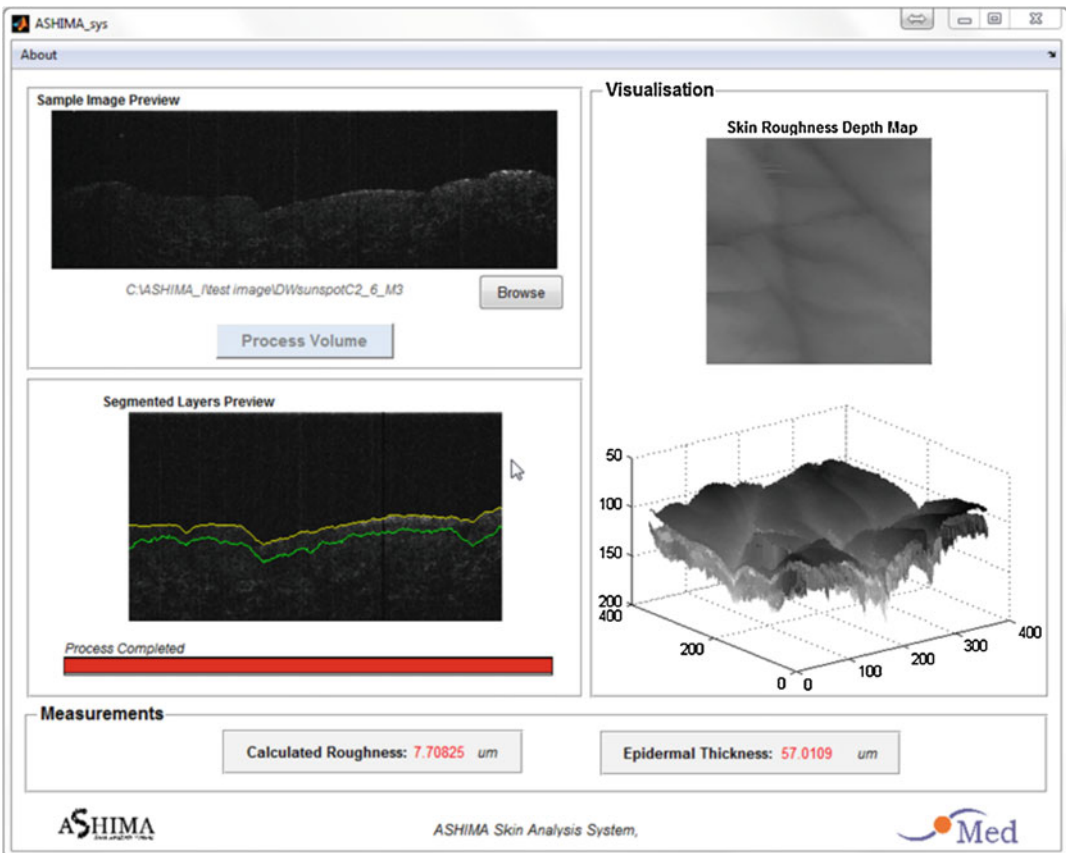 ASHIMA_sys
About
Sample Image Preview
C:\ASHIMA_I\test image\DWsunspotC2_6_M3
Browse
Process Volume
Segmented Layers Preview
Process Completed
Visualisation
Skin Roughness Depth Map
50
100
150
200
400
200
0
0
100
200
300
400
Measurements
Calculated Roughness: 7.70825 um
Epidermal Thickness: 57.0109 um
ASHIMA
ASHIMA Skin Analysis System,
Med